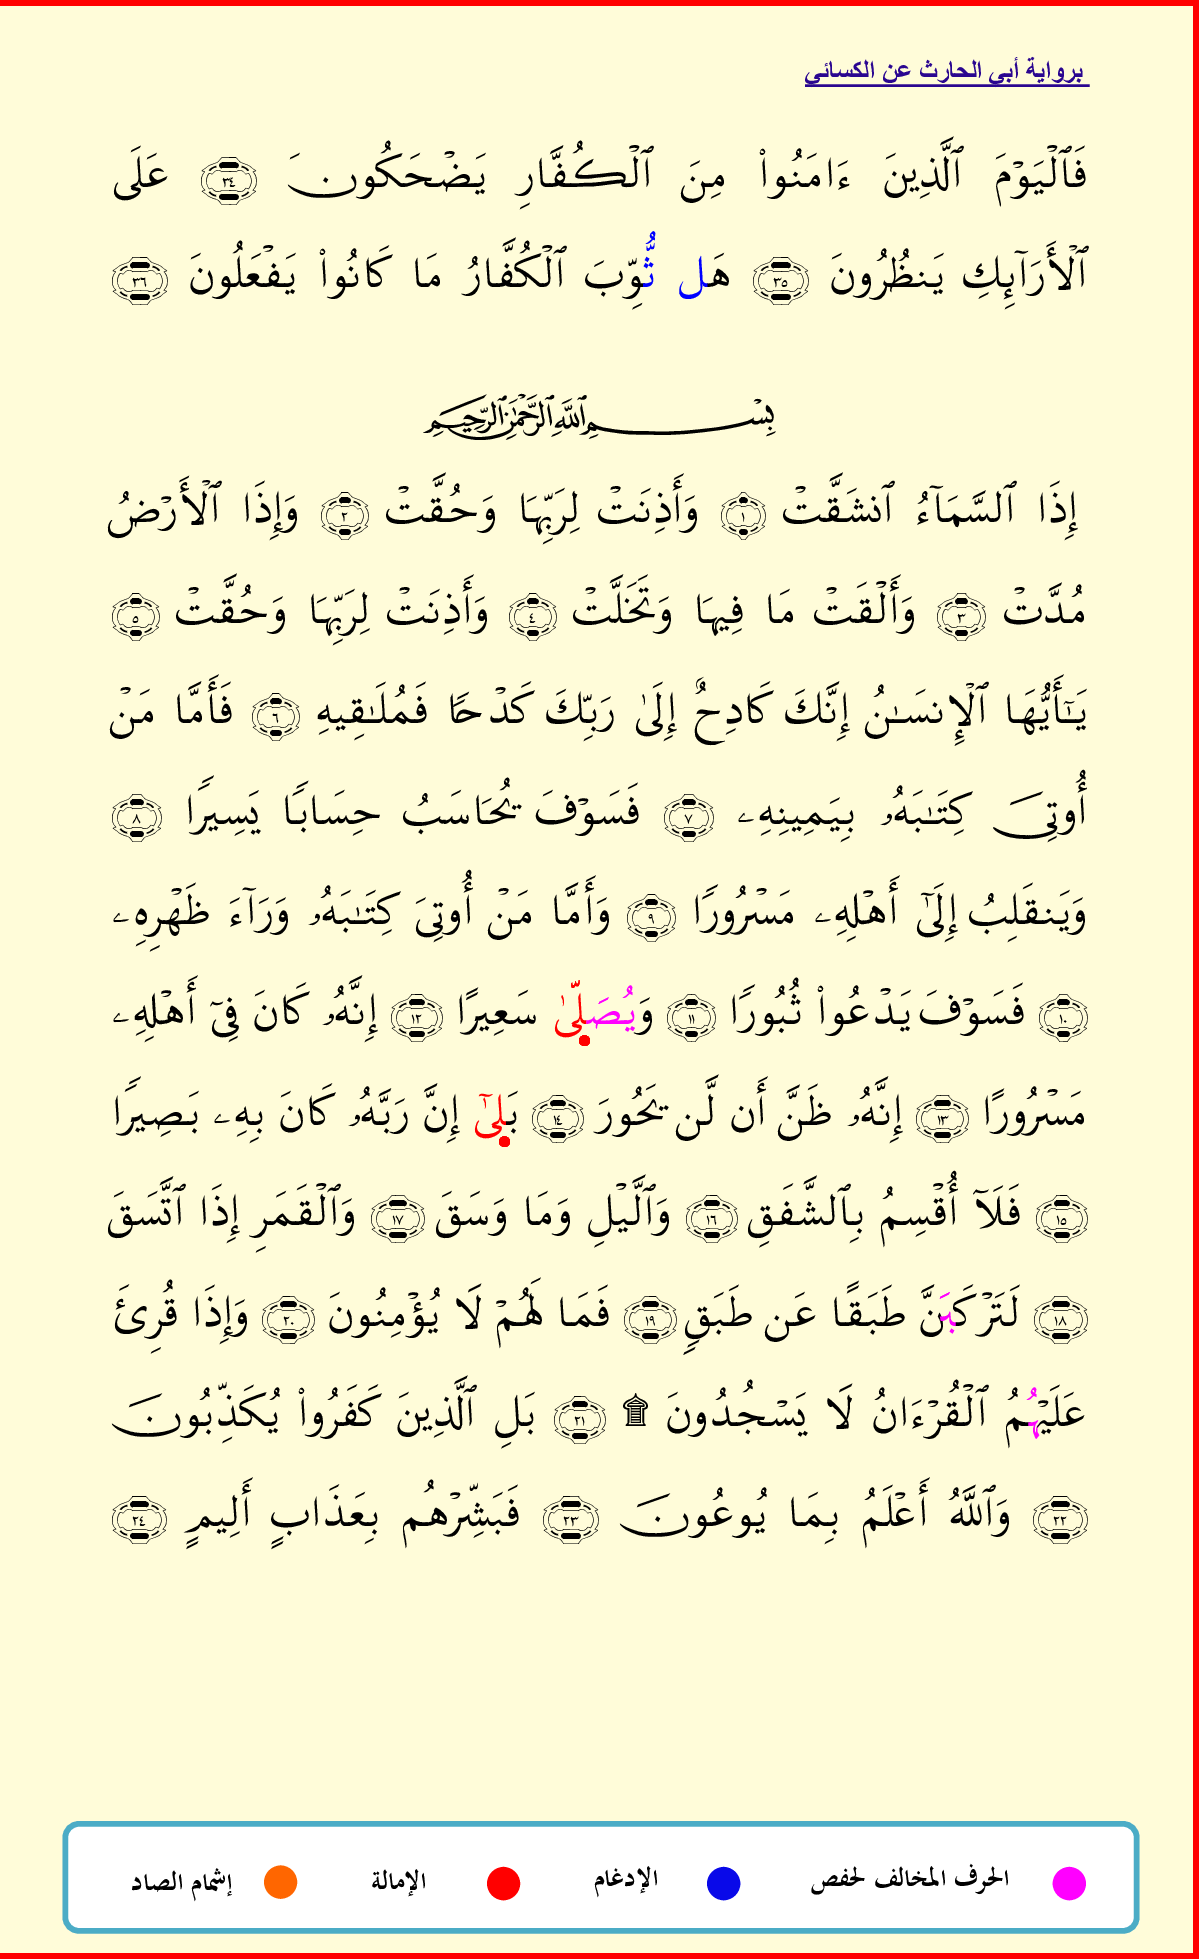 برواية أبي الحارث عن الكسائي
فَٱلْيَوْمَ ٱلَّذِينَ ءَامَنُوا۟ مِنَ ٱلْكُفَّارِ يَضْحَكُونَ ٣٤ عَلَى
ٱلْأَرَآئِكِ يَنظُرُونَ ٣٥ هَل ثُّوِّبَ ٱلْكُفَّارُ مَا كَانُوا۟ يَفْعَلُونَ ٣٦
بِسْمِ ٱللَّهِ ٱلرَّحْمَٰنِ ٱلرَّحِيمِ
إِذَا ٱلسَّمَآءُ ٱنشَقَّتْ ١ وَأَذِنَتْ لِرَبِّهَا وَحُقَّتْ ٢ وَإِذَا ٱلْأَرْضُ
مُدَّتْ ٣ وَأَلْقَتْ مَا فِيهَا وَتَخَلَّتْ ٤ وَأَذِنَتْ لِرَبِّهَا وَحُقَّتْ ٥
يَٰٓأَيُّهَا ٱلْإِنسَٰنُ إِنَّكَ كَادِحٌ إِلَىٰ رَبِّكَ كَدْحًا فَمُلَٰقِيهِ ٦ فَأَمَّا مَنْ
أُوتِيَ كِتَٰبَهُۥ بِيَمِينِهِۦ ٧ فَسَوْفَ يُحَاسَبُ حِسَابًا يَسِيرًا ٨
وَيَنقَلِبُ إِلَىٰٓ أَهْلِهِۦ مَسْرُورًا ٩ وَأَمَّا مَنْ أُوتِيَ كِتَٰبَهُۥ وَرَآءَ ظَهْرِهِۦ
١٠ فَسَوْفَ يَدْعُوا۟ ثُبُورًا ١١ وَيُصَلَّىٰ سَعِيرًا ١٢ إِنَّهُۥ كَانَ فِيٓ أَهْلِهِۦ
مَسْرُورًا ١٣ إِنَّهُۥ ظَنَّ أَن لَّن يَحُورَ ١٤ بَلَىٰٓ إِنَّ رَبَّهُۥ كَانَ بِهِۦ بَصِيرًا
١٥ فَلَآ أُقْسِمُ بِٱلشَّفَقِ ١٦ وَٱلَّيْلِ وَمَا وَسَقَ ١٧ وَٱلْقَمَرِ إِذَا ٱتَّسَقَ
١٨ لَتَرْكَبَنَّ طَبَقًا عَن طَبَقٍ ١٩ فَمَا لَهُمْ لَا يُؤْمِنُونَ ٢٠ وَإِذَا قُرِئَ
عَلَيْهُمُ ٱلْقُرْءَانُ لَا يَسْجُدُونَ ۩ ٢١ بَلِ ٱلَّذِينَ كَفَرُوا۟ يُكَذِّبُونَ
٢٢ وَٱللَّهُ أَعْلَمُ بِمَا يُوعُونَ ٢٣ فَبَشِّرْهُم بِعَذَابٍ أَلِيمٍ ٢٤
الحرف المخالف لحفص الإدغام الإمالة إشمام الصاد